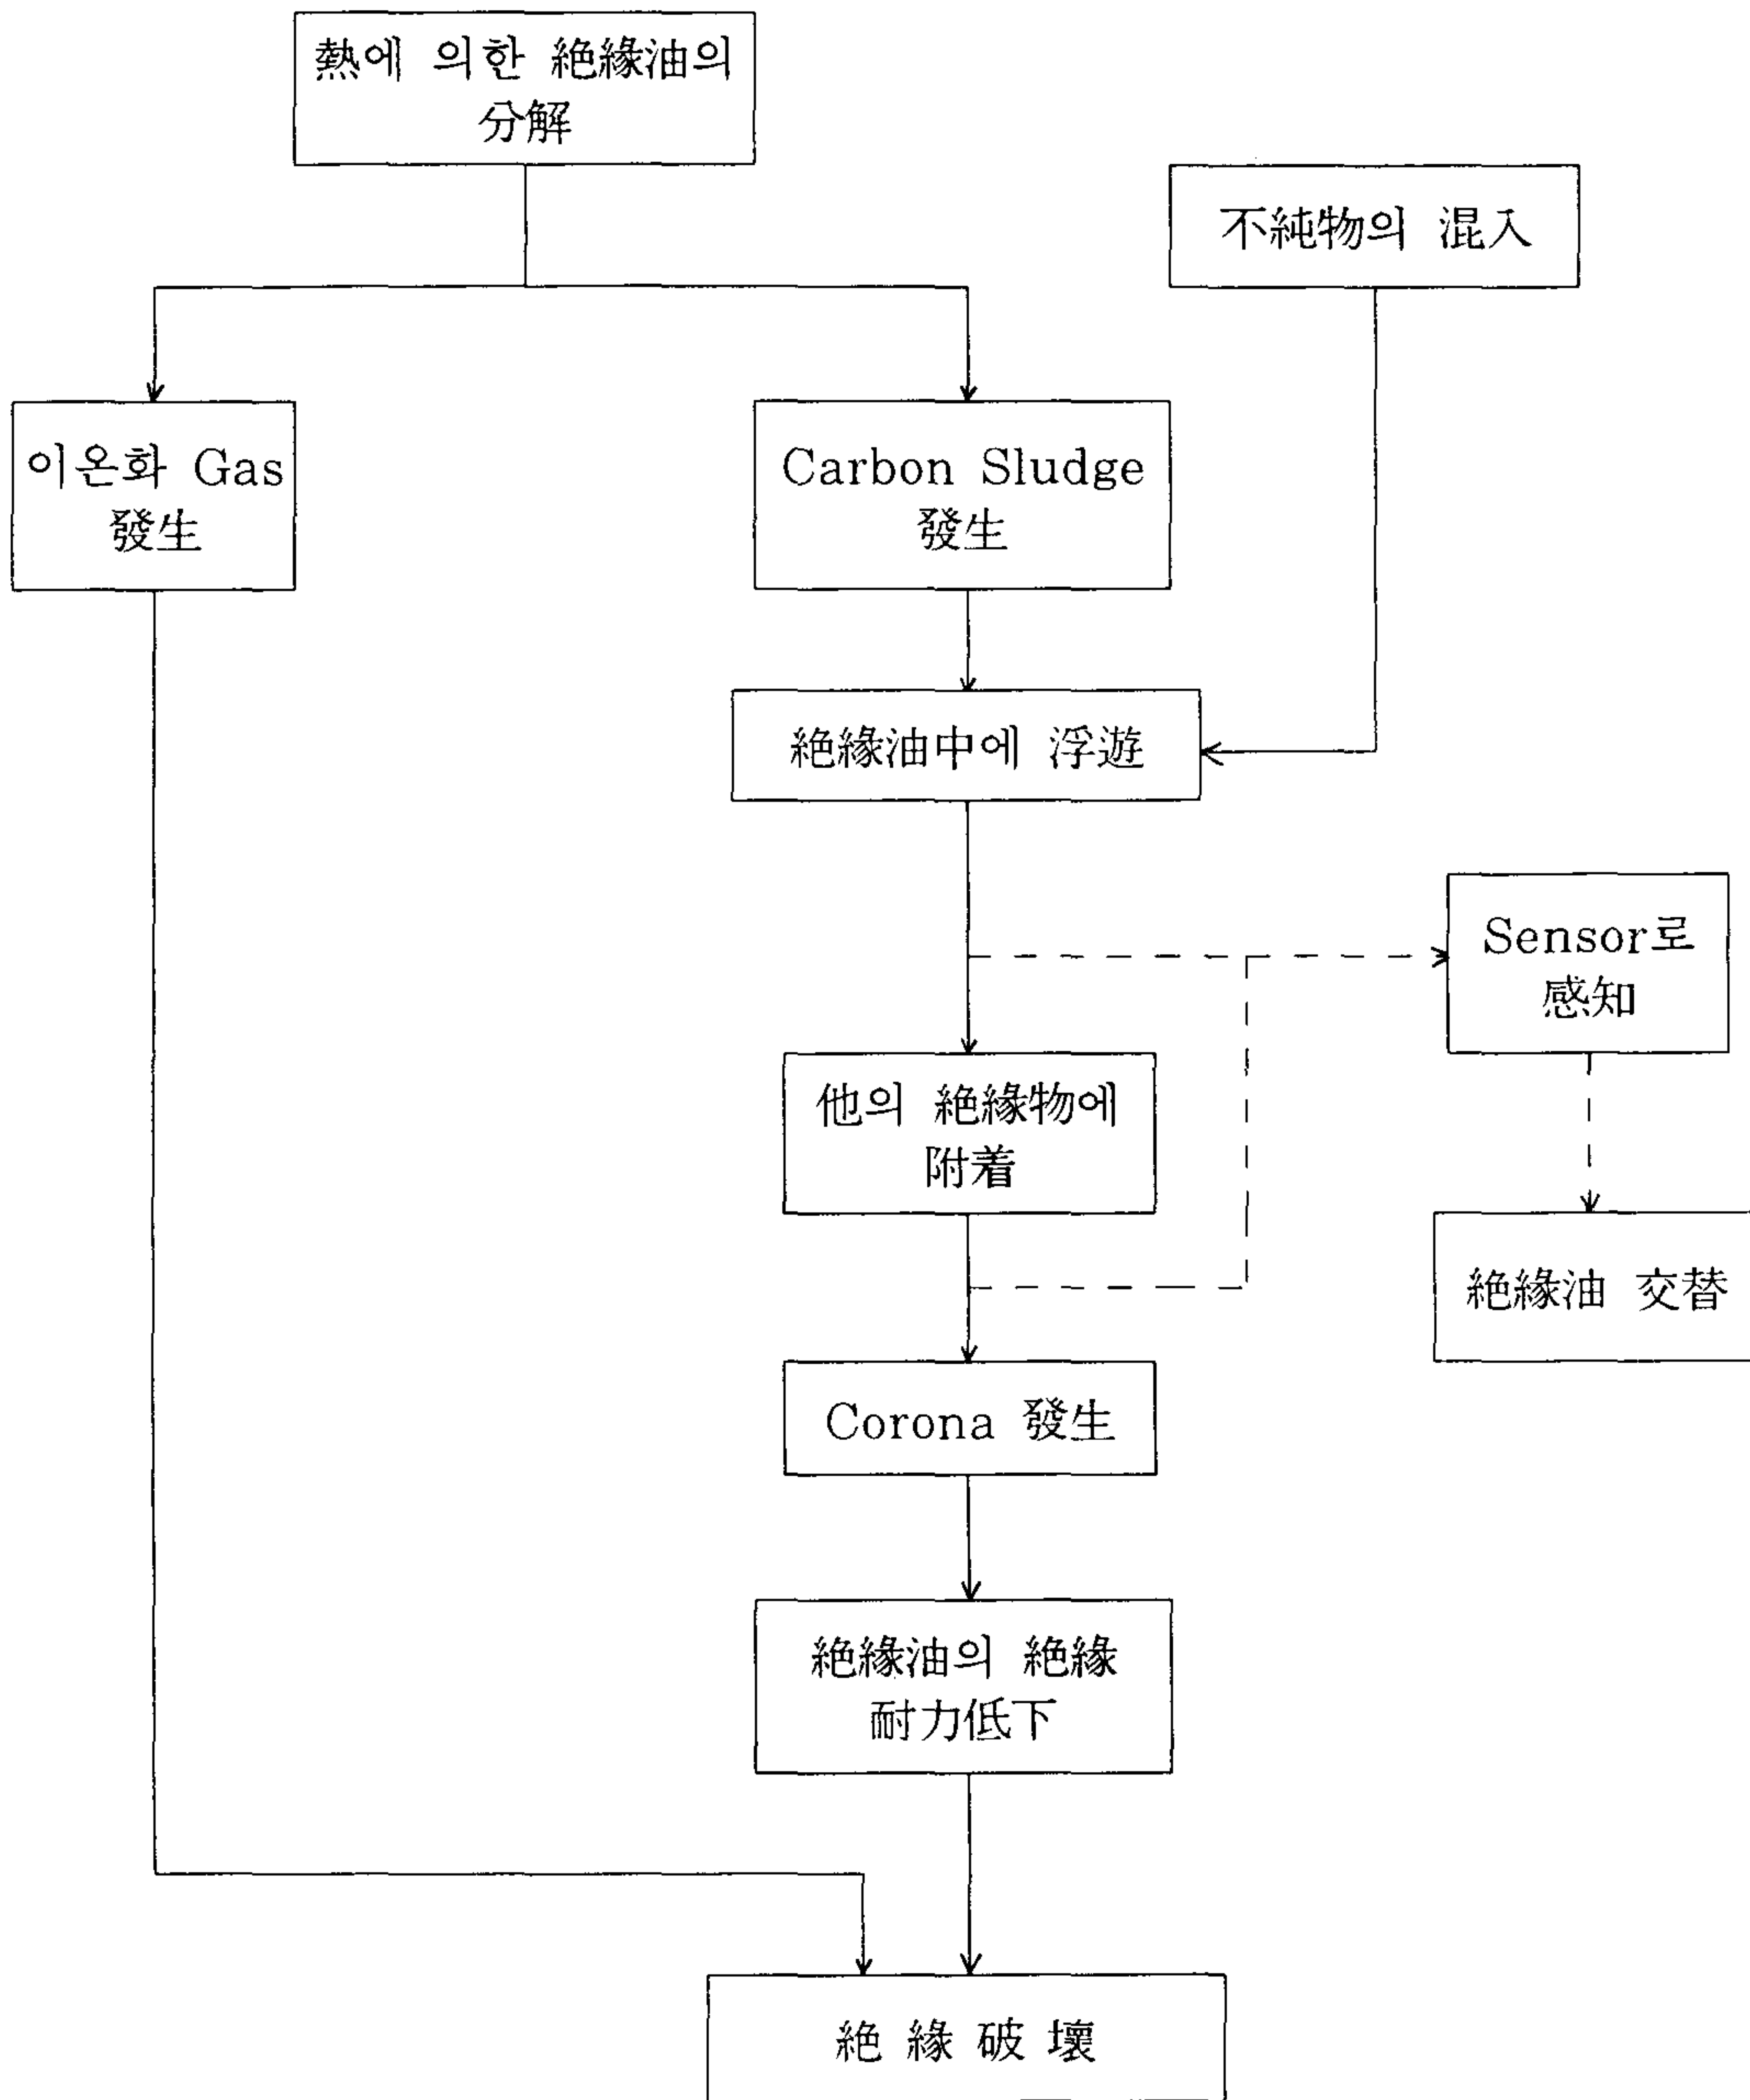 熱에 의한 絶緣油의
分解
不純物의 混入
이온화 Gas
發生
Carbon Sludge
發生
絶緣油中에 浮遊
Sensor로
感知
他의 絶緣物에
附着
絶緣油 交替
Corona 發生
絶緣油의 絶緣
耐力低下
絶 緣 破 壞